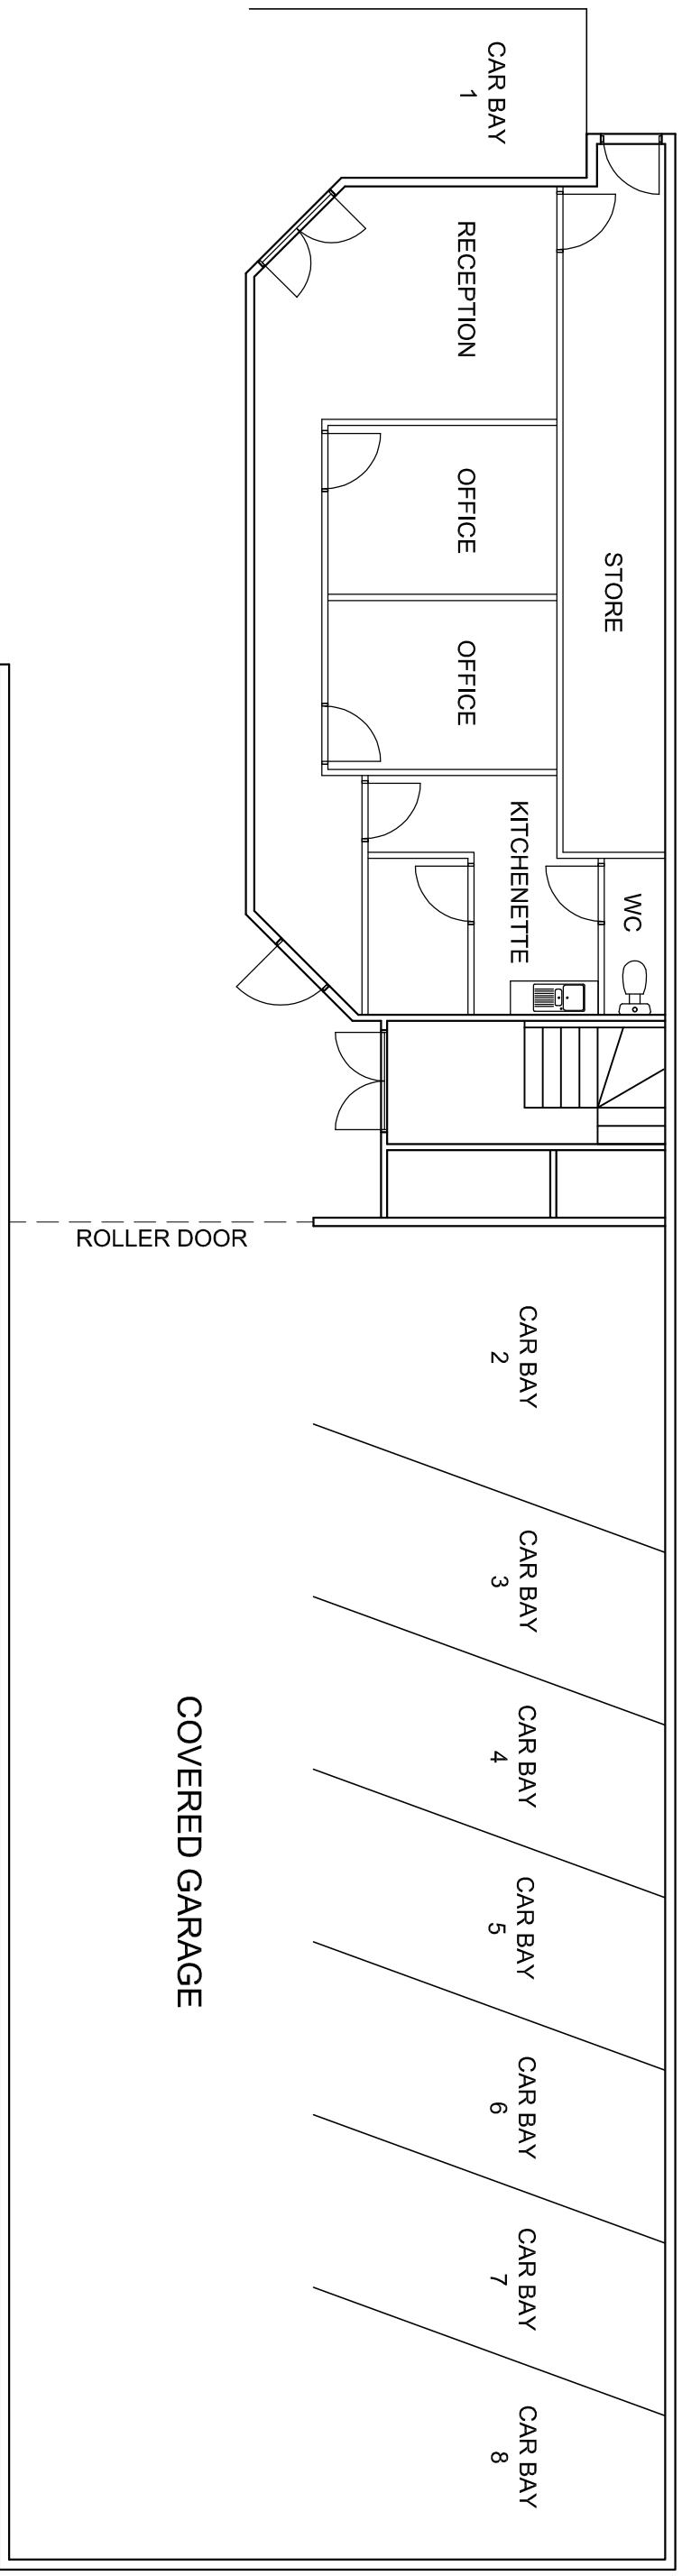 CAR BAY
1
RECEPTION
OFFICE
STORE
OFFICE
KITCHENETTE
WC
ROLLER DOOR
CAR BAY
2
CAR BAY
3
CAR BAY
4
COVERED GARAGE
CAR BAY
5
CAR BAY
6
CAR BAY
7
CAR BAY
8